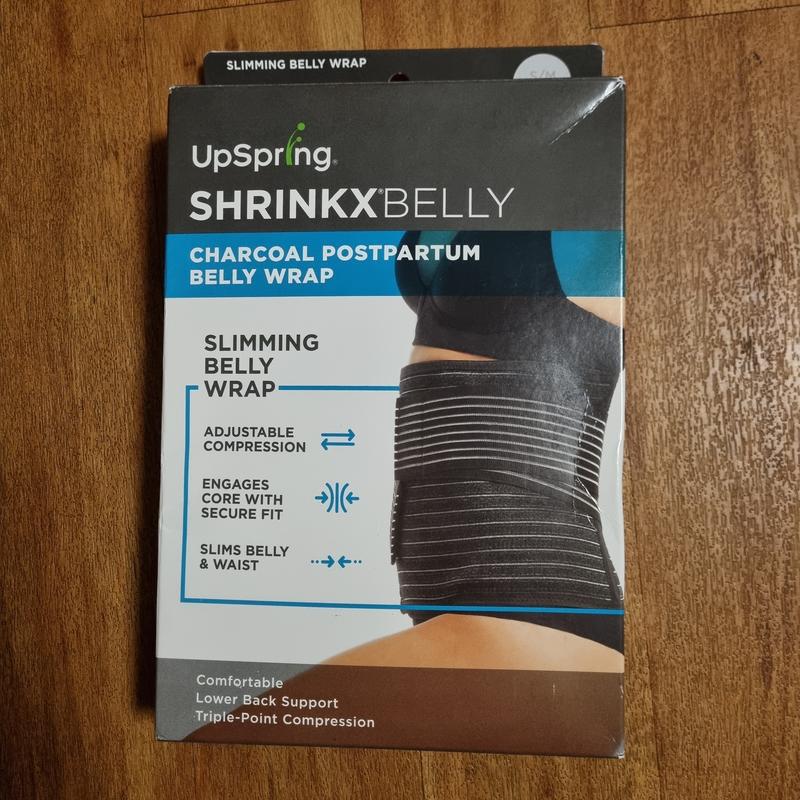 SLIMMING BELLY WRAP
S/M
UpSpring®
SHRINKX®BELLY
CHARCOAL POSTPARTUM
BELLY WRAP
SLIMMING
BELLY
WRAP
ADJUSTABLE
COMPRESSION
ENGAGES
CORE WITH
SECURE FIT
SLIMS BELLY
& WAIST
Comfortable
Lower Back Support
Triple-Point Compression